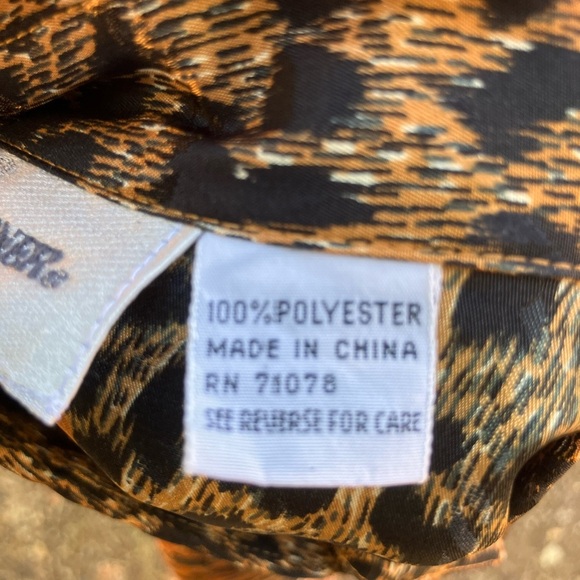 100% POLYESTER
MADE IN CHINA
RN 71078
SEE REVERSE FOR CARE